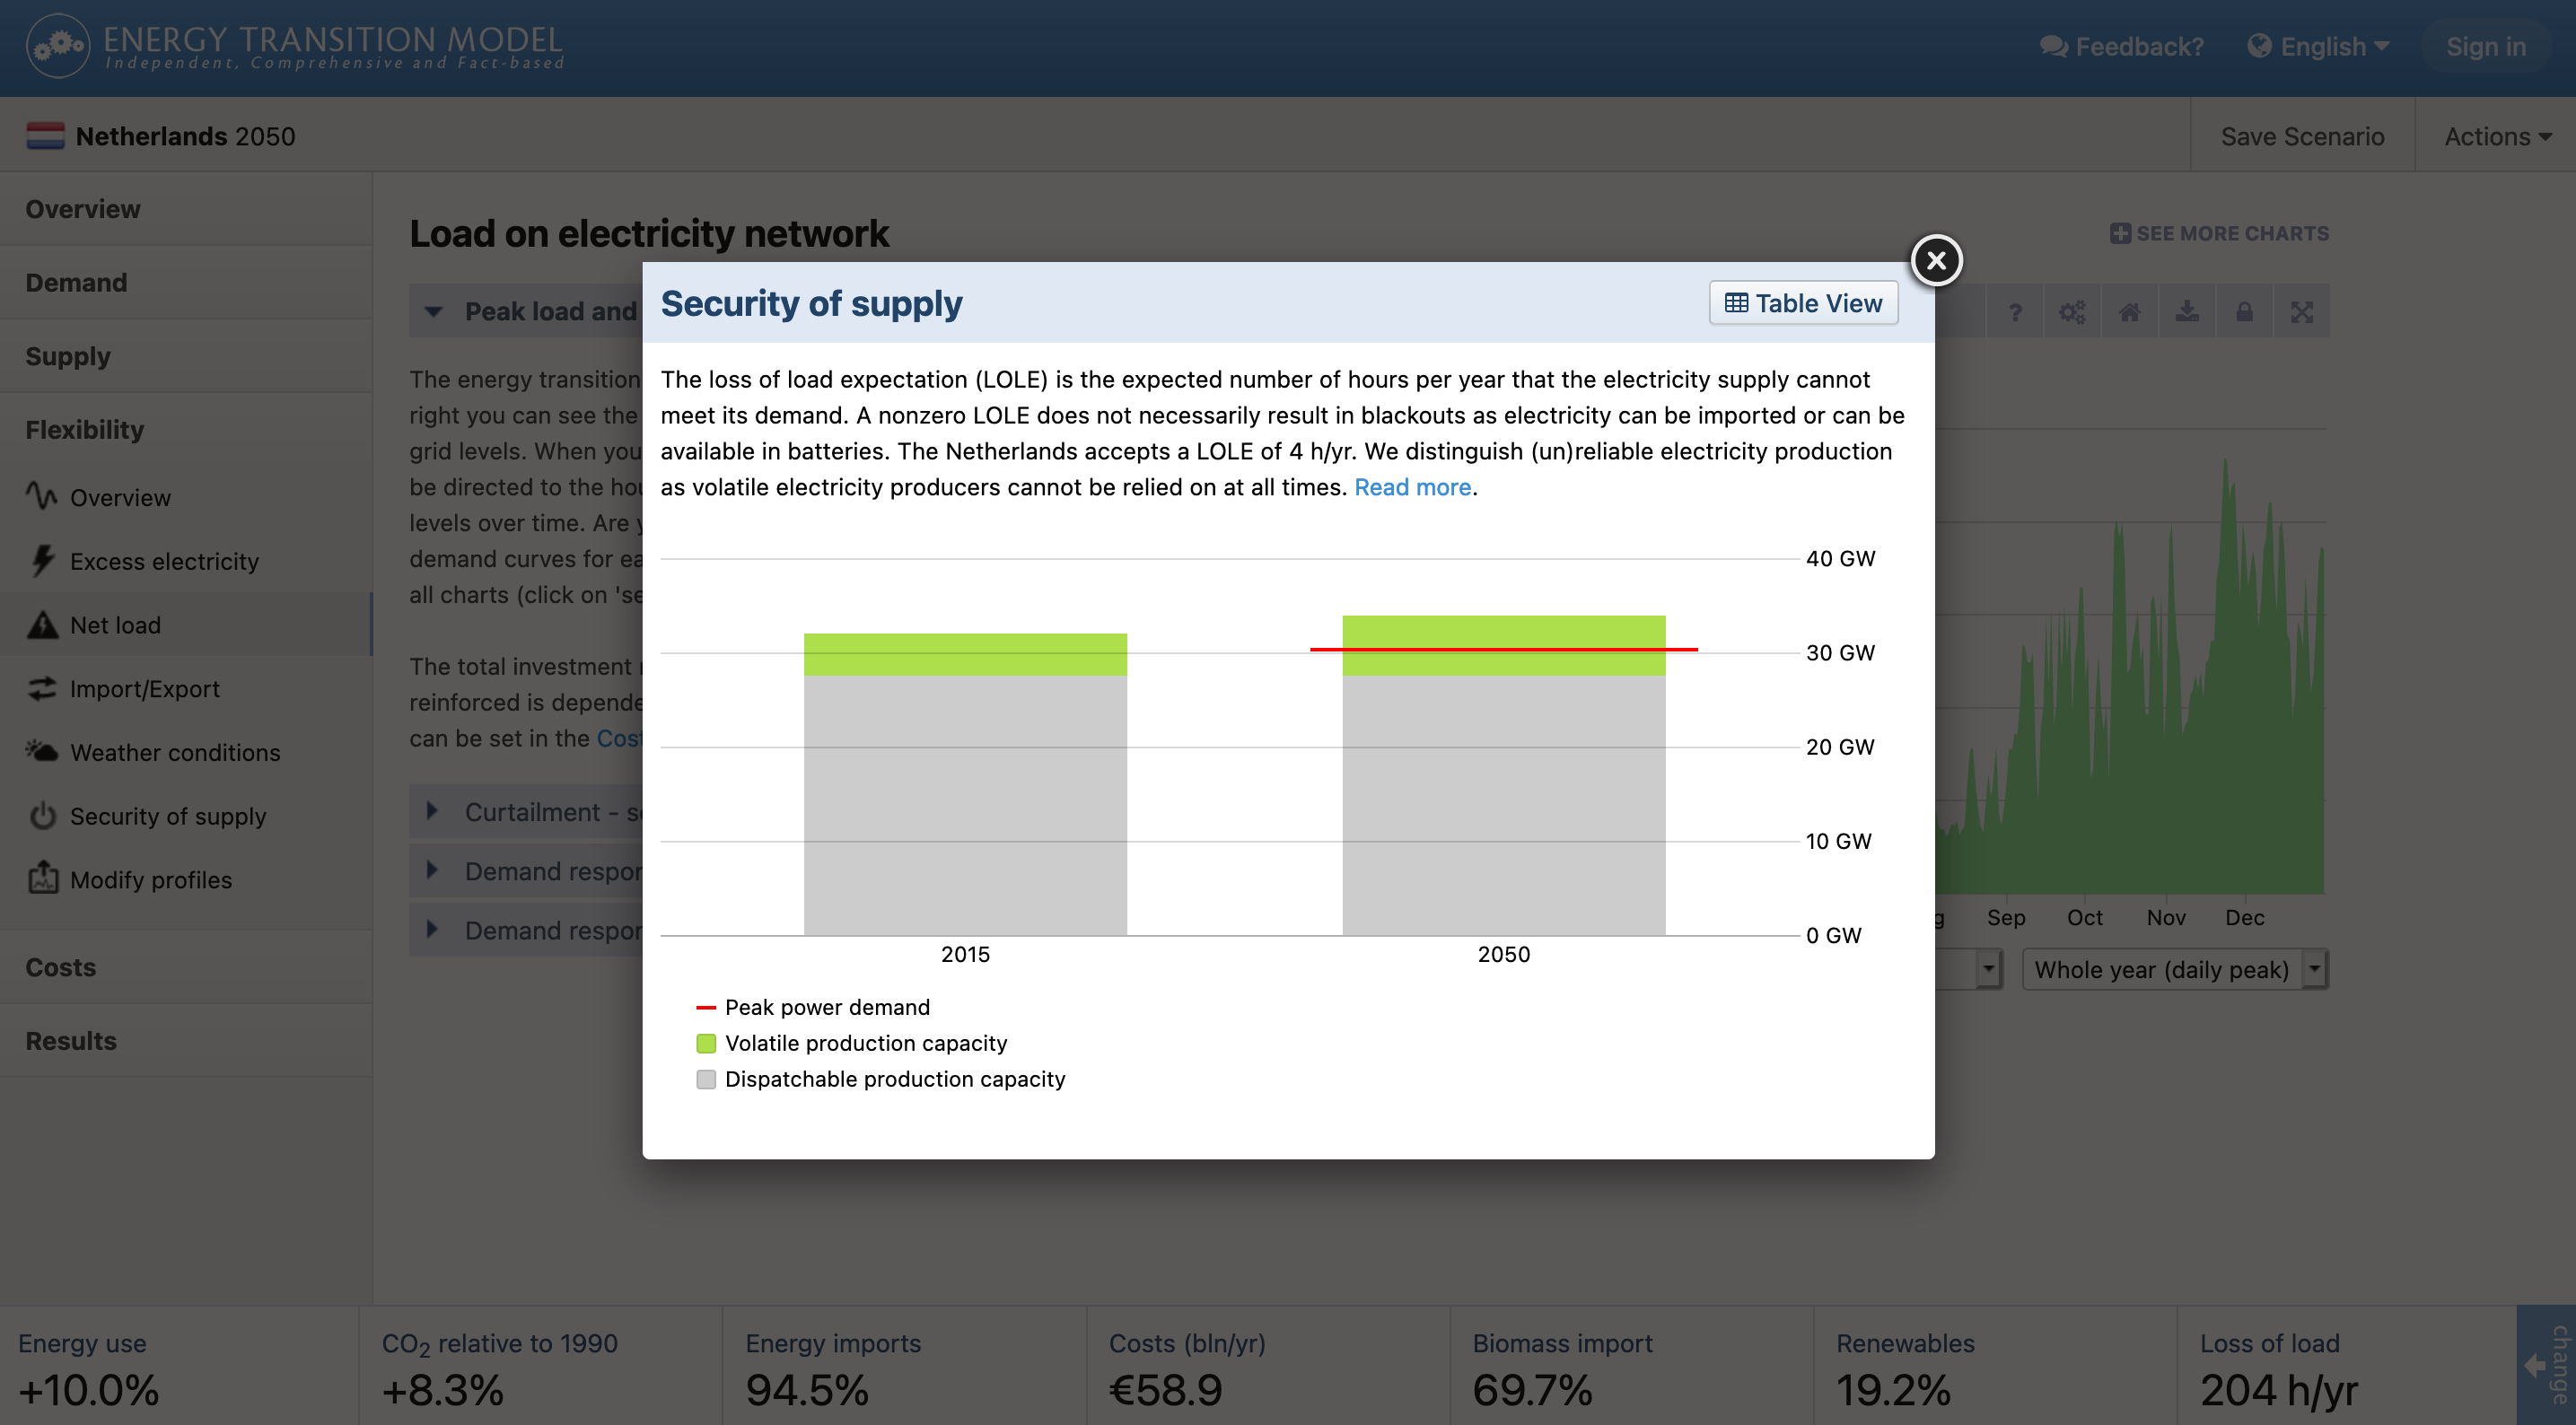 ENERGY TRANSITION MODEL
Independent, Comprehensive and Fact-based
Feedback?
English
Sign in
Netherlands 2050
Save Scenario
Actions
Overview
Demand
Supply
Flexibility
Overview
Excess electricity
Net load
Import/Export
Weather conditions
Security of supply
Modify profiles
Costs
Results
Load on electricity network
SEE MORE CHARTS
Peak load and
?
The energy transition
right you can see the
grid levels. When you
be directed to the
levels over time. Are
demand curves for
all charts (click on
The total investment
reinforced is
can be set in the
Curtailment -
Demand
Demand
Security of supply
Table View
The loss of load expectation (LOLE) is the expected number of hours per year that the electricity supply cannot
meet its demand. A nonzero LOLE does not necessarily result in blackouts as electricity can be imported or can be
available in batteries. The Netherlands accepts a LOLE of 4 h/yr. We distinguish (un)reliable electricity production
as volatile electricity producers cannot be relied on at all times. Read more.
40 GW
30 GW
20 GW
10 GW
0 GW
2015
2050
Peak power demand
Volatile production capacity
Dispatchable production capacity
Sep
Oct
Nov
Dec
Whole year (daily peak)
Energy use
+10.0%
CO2 relative to 1990
+8.3%
Energy imports
94.5%
Costs (bln/yr)
€58.9
Biomass import
69.7%
Renewables
19.2%
Loss of load
204 h/yr
change